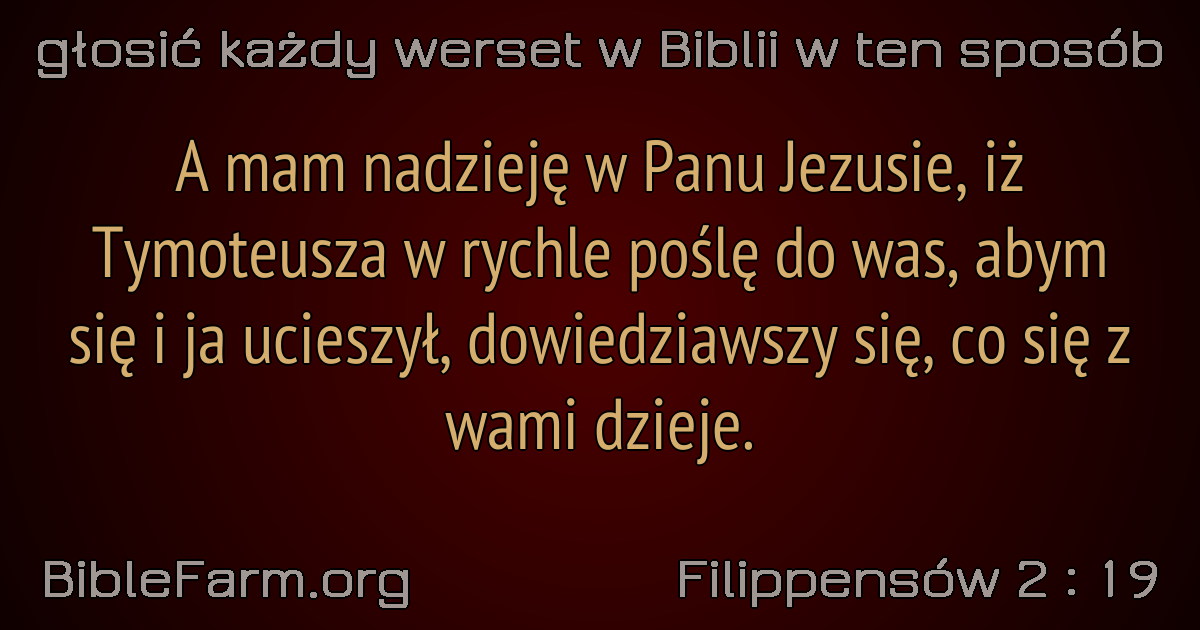 głosić każdy werset w Biblii w ten sposób
A mam nadzieję w Panu Jezusie, iż
Tymoteusza w rychle poślę do was, abym
się i ja ucieszył, dowiedziawszy się, co się z
wami dzieje.
BibleFarm.org
Filippensów 2 : 19